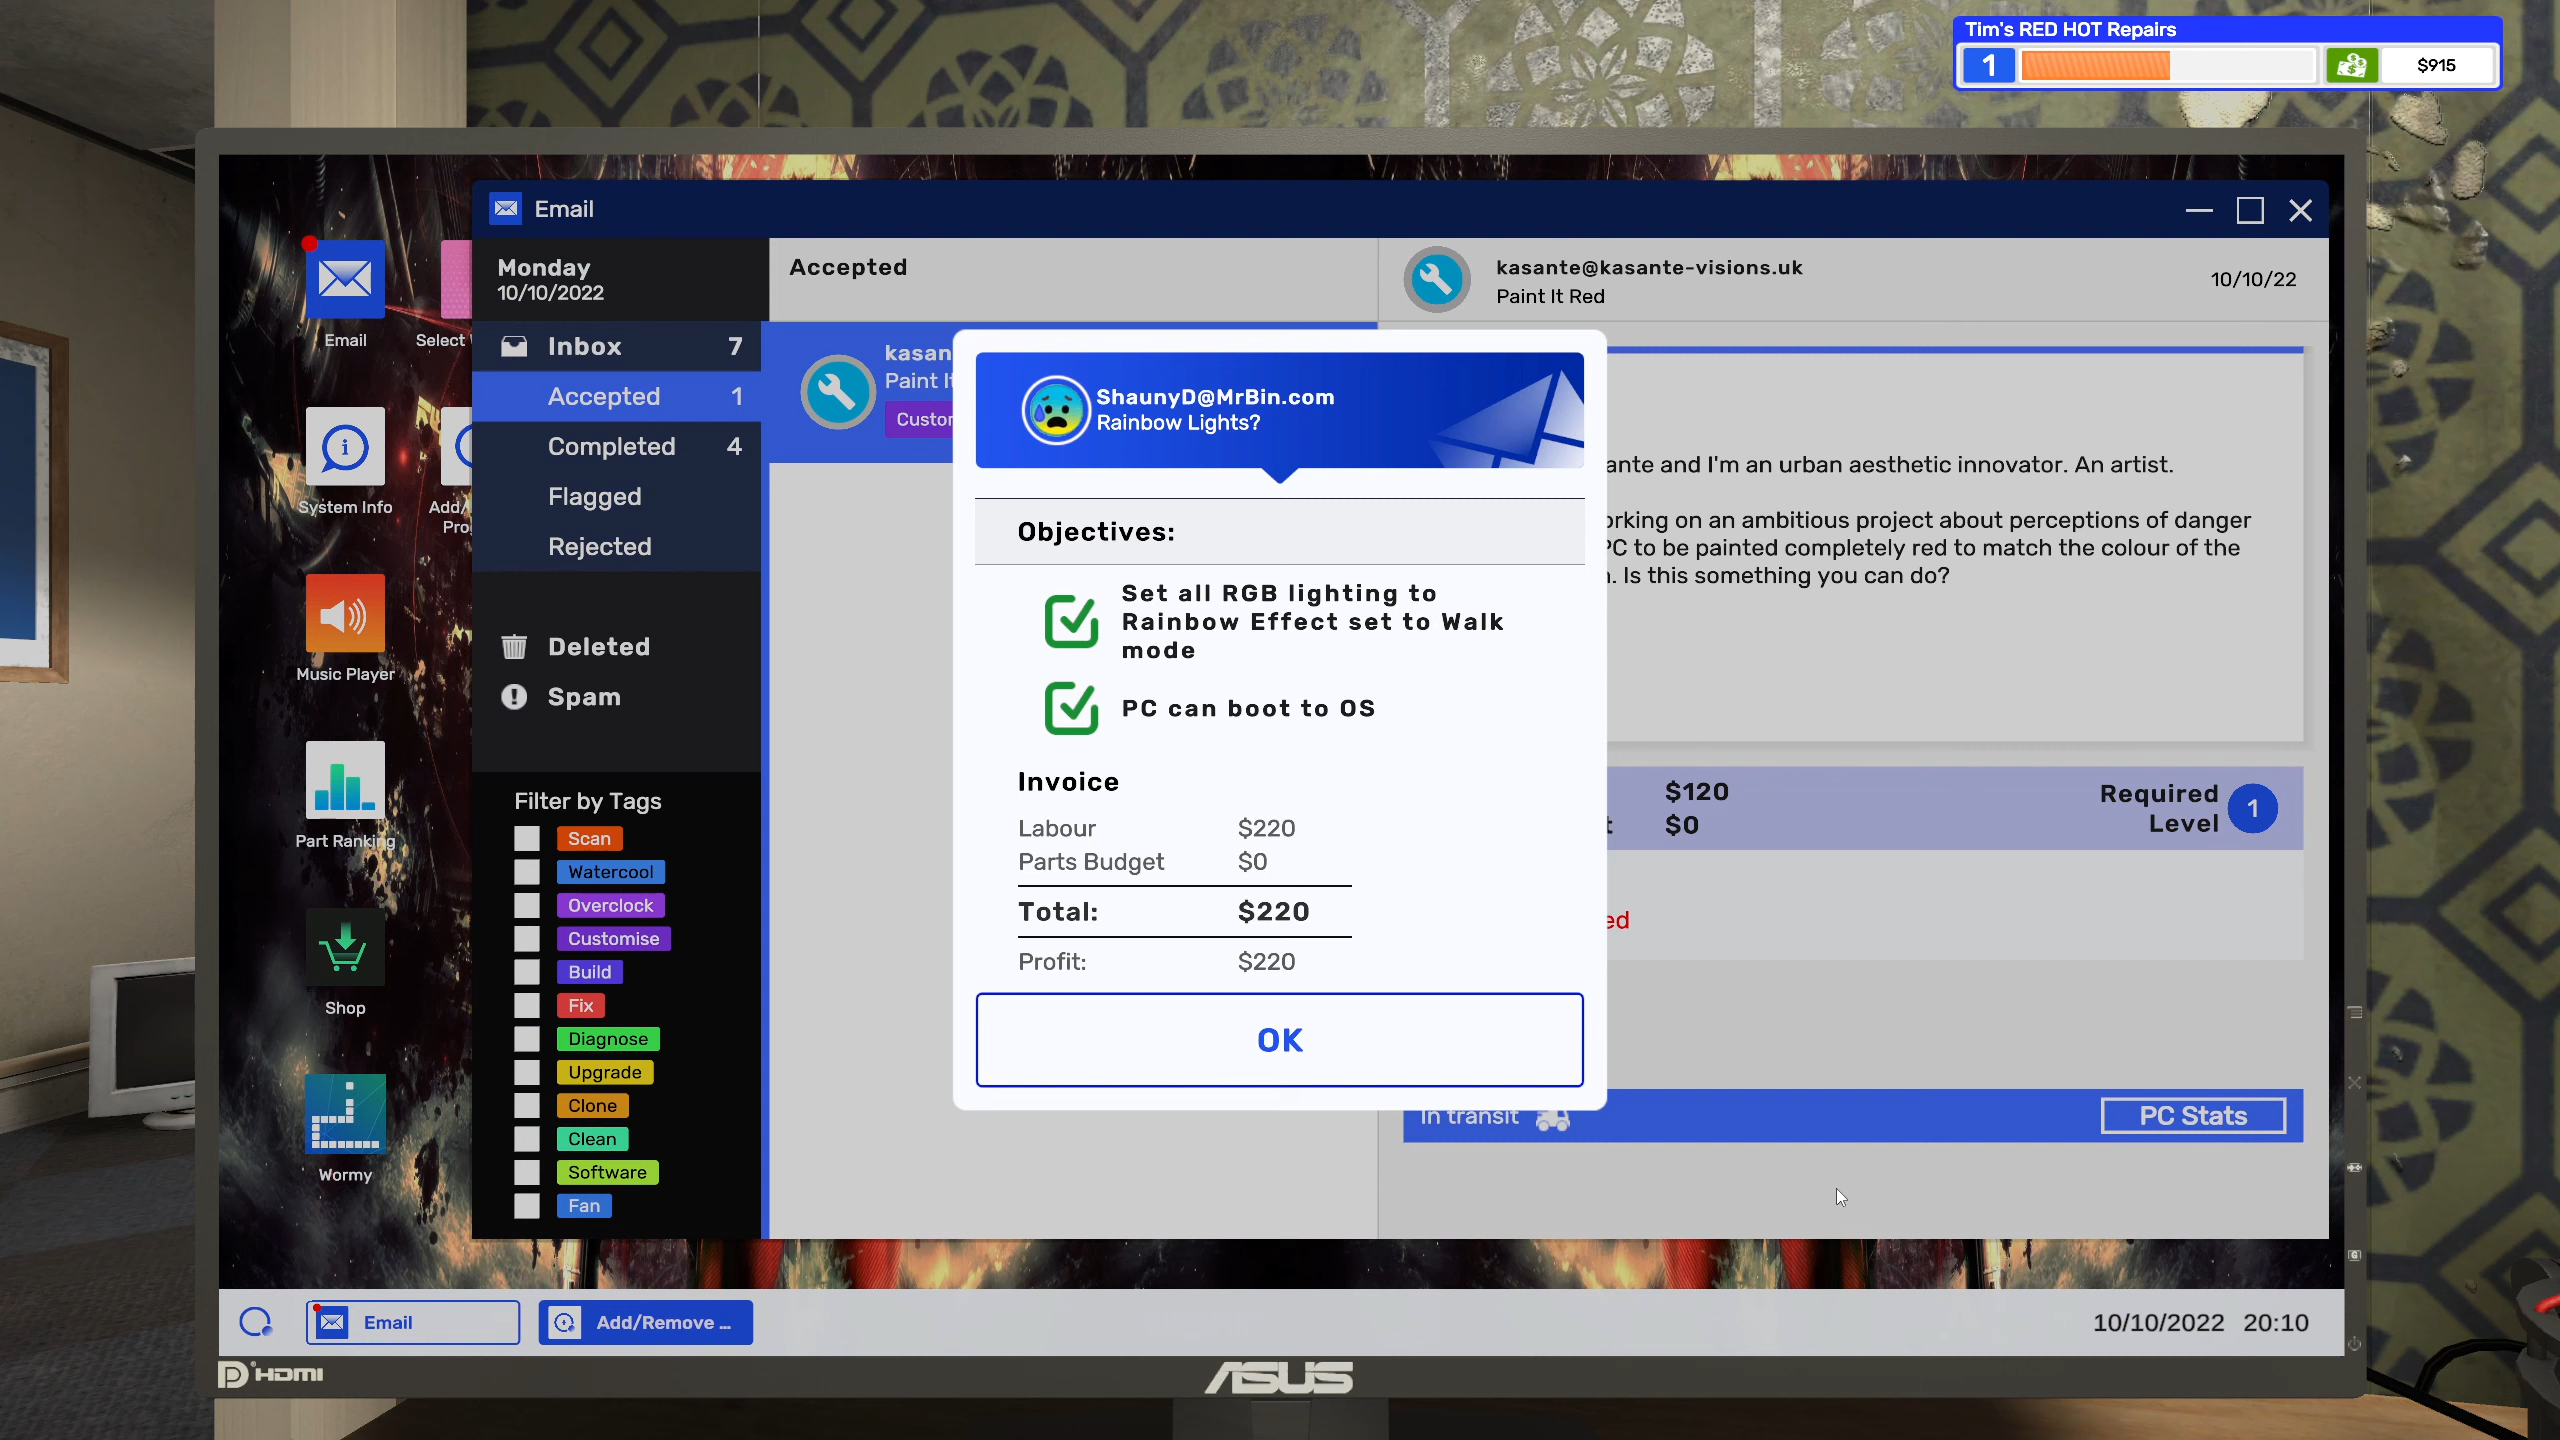 Tim's RED HOT Repairs
1
$915
Email
Monday
10/10/2022
Accepted
kasante@kasante-visions.uk
Paint It Red
10/10/22
Email
Select
System Info
Add/
Music Player
Part Ranking
Shop
Wormy
Inbox 7
Accepted 1
Completed 4
Flagged
Rejected
Deleted
Spam
Filter by Tags
Scan
Watercool
Overclock
Customise
Build
Fix
Diagnose
Upgrade
Clone
Clean
Software
Fan
kasan
Paint It
Custom
ShaunyD@MrBin.com
Rainbow Lights?
Objectives:
Set all RGB lighting to
Rainbow Effect set to Walk
mode
PC can boot to OS
Invoice
Labour $220
Parts Budget $0
Total: $220
Profit: $220
OK
ante and I'm an urban aesthetic innovator. An artist.
orking on an ambitious project about perceptions of danger
PC to be painted completely red to match the colour of the
. Is this something you can do?
$120
t $0
Required
Level
1
ed
In transit
PC Stats
Email
Add/Remove ...
10/10/2022 20:10
HDMI
ASUS